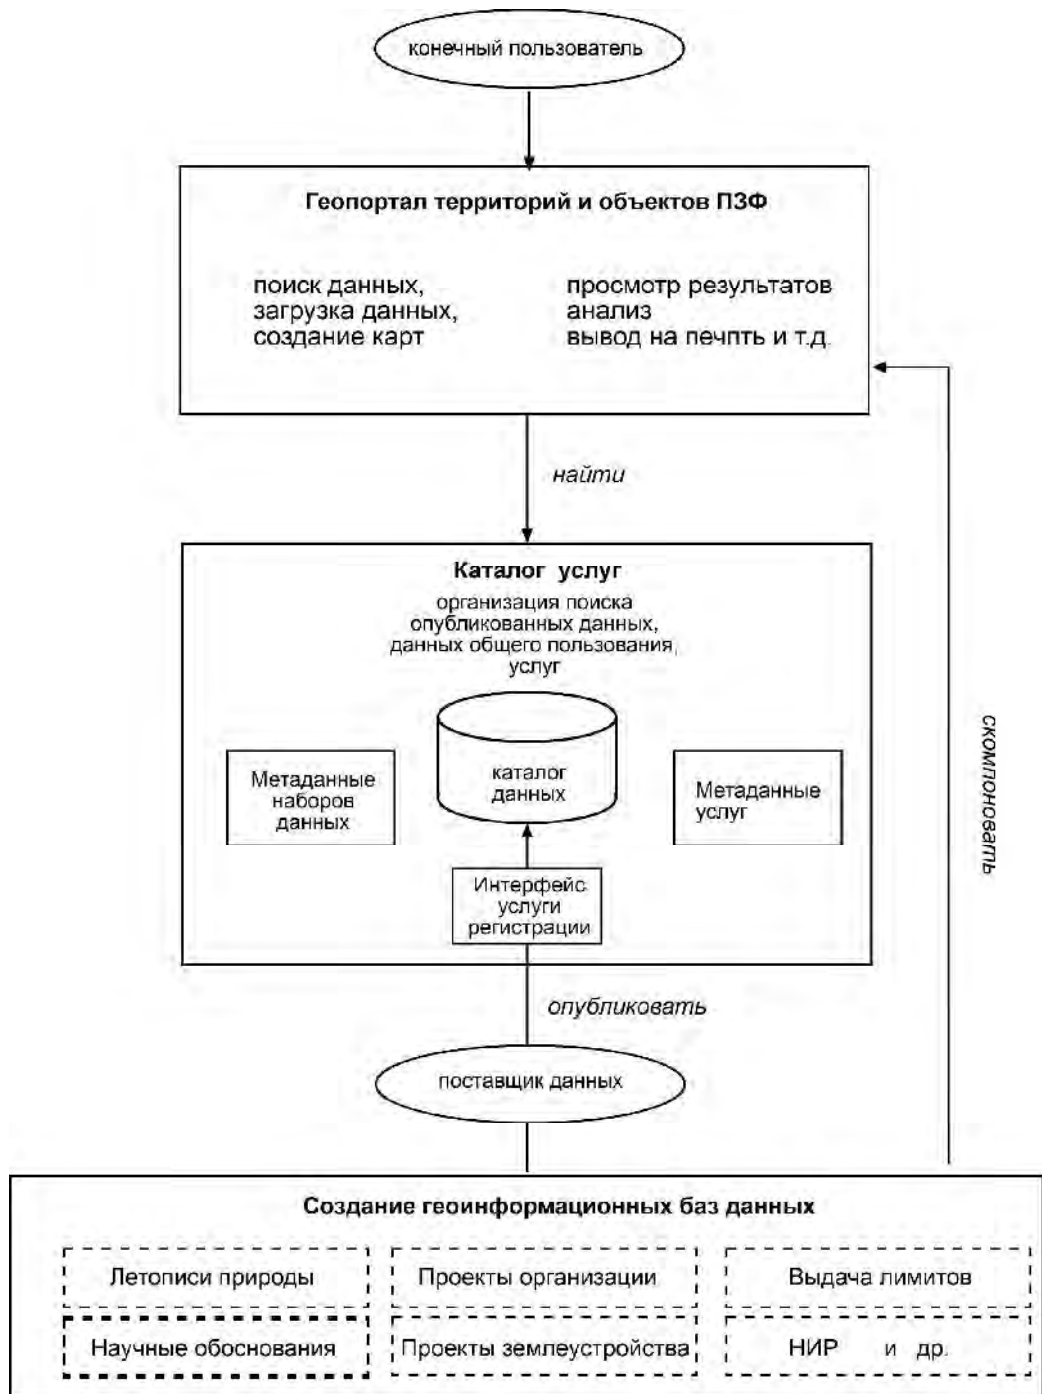 конечный пользователь
Геопортал территорий и объектов ПЗФ
поиск данных,
загрузка данных,
создание карт
просмотр результатов
анализ
вывод на печпть и т.д.
найти
Каталог услуг
организация поиска
опубликованных данных,
данных общего пользования,
услуг
каталог
данных
Метаданные
наборов
данных
Метаданные
услуг
Интерфейс
услуги
регистрации
скомпоновать
опубликовать
поставщик данных
Создание геоинформационных баз данных
Летописи природы
Проекты организации
Выдача лимитов
Научные обоснования
Проекты землеустройства
НИР и др.